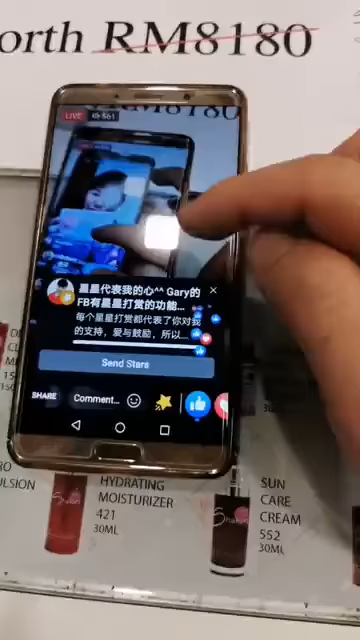 orth RM8180
LIVE
星星代表我的心^^ Gary的
FB有星星打赏的功能...
每个星星打赏都代表了你对我
的支持，爱与鼓励，所以...
Send Stars
SHARE
Comment...
HYDRATING
MOISTURIZER
421
30ML
SUN
CARE
CREAM
552
30ML